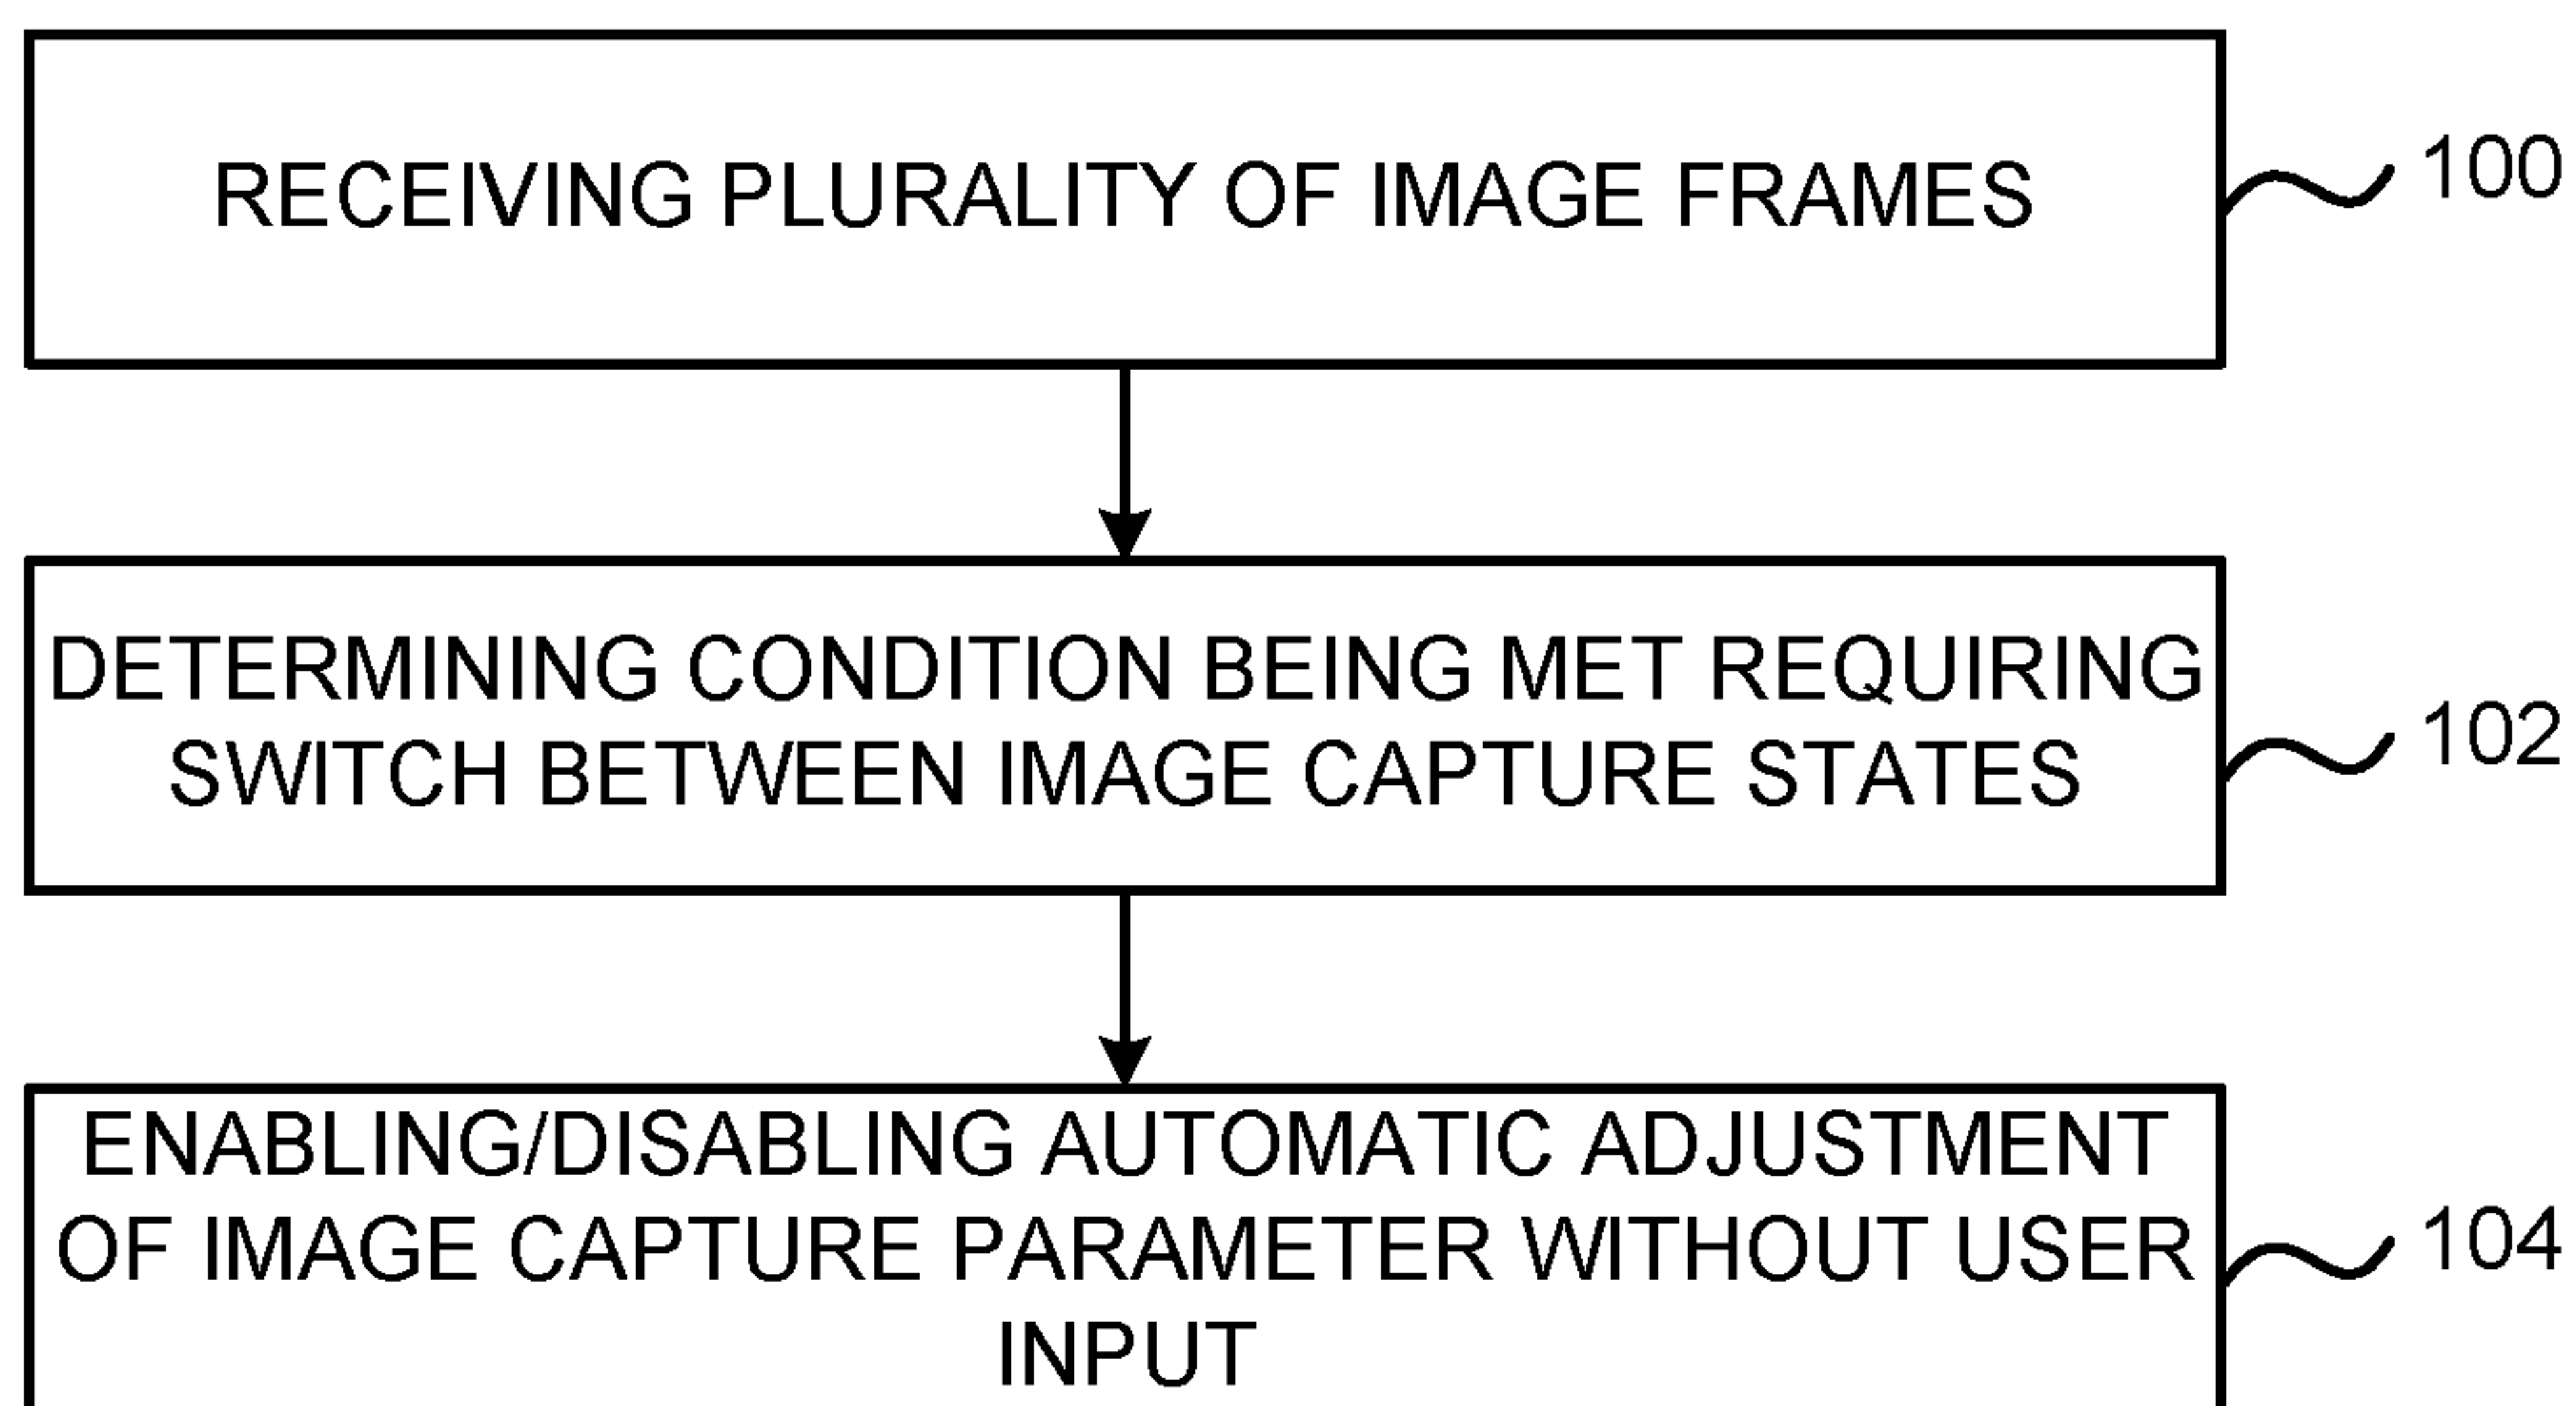 RECEIVING PLURALITY OF IMAGE FRAMES
100
DETERMINING CONDITION BEING MET REQUIRING
SWITCH BETWEEN IMAGE CAPTURE STATES
102
ENABLING/DISABLING AUTOMATIC ADJUSTMENT
OF IMAGE CAPTURE PARAMETER WITHOUT USER
INPUT
104